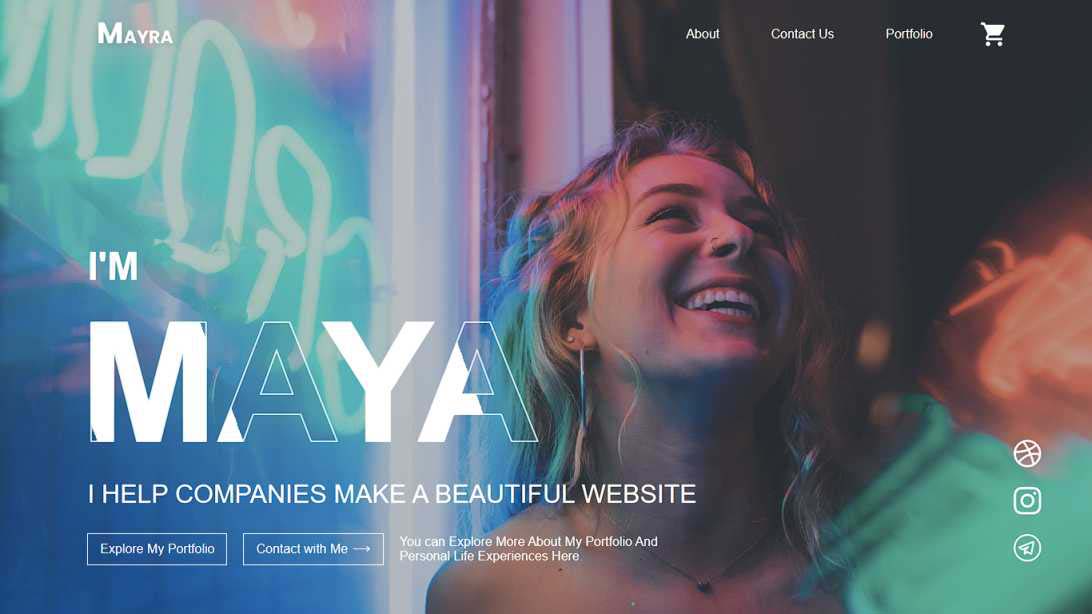 MAYRA
About
Contact Us
Portfolio
I'M
MAYA
I HELP COMPANIES MAKE A BEAUTIFUL WEBSITE
Explore My Portfolio
Contact with Me ⟶
You can Explore More About My Portfolio And
Personal Life Experiences Here.